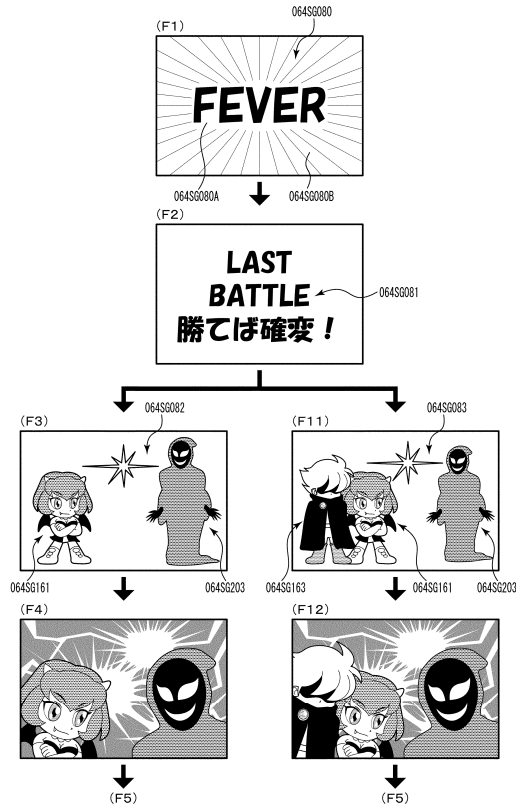 064SG080
(F1)
FEVER
064SG080A
064SG080B
(F2)
LAST
BATTLE
勝てば確変！
064SG081
(F3)
064SG082
(F11)
064SG083
064SG161
064SG203
064SG163
064SG161
064SG203
(F4)
(F12)
(F5)
(F5)